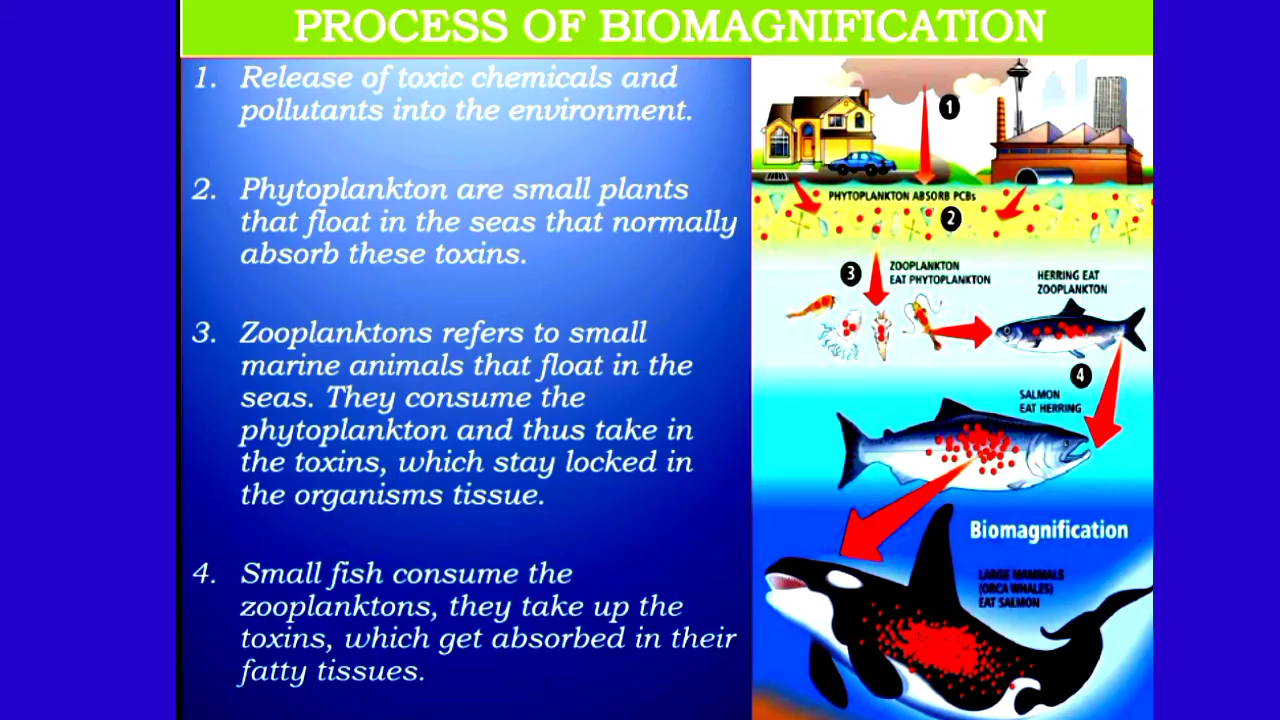 PROCESS OF BIOMAGNIFICATION
1. Release of toxic chemicals and
pollutants into the environment.
2. Phytoplankton are small plants
that float in the seas that normally
absorb these toxins.
3. Zooplanktons refers to small
marine animals that float in the
seas. They consume the
phytoplankton and thus take in
the toxins, which stay locked in
the organisms tissue.
4. Small fish consume the
zooplanktons, they take up the
toxins, which get absorbed in their
fatty tissues.
1
PHYTOPLANKTON ABSORB PCBs
2
3
ZOOPLANKTON
EAT PHYTOPLANKTON
HERRING EAT
ZOOPLANKTON
4
SALMON
EAT HERRING
Biomagnification
LARGE MAMMALS
(ORCA WHALES)
EAT SALMON